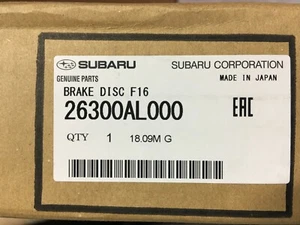 SUBARU SUBARU CORPORATION
GENUINE PARTS MADE IN JAPAN
BRAKE DISC F16
26300AL000 EAC
QTY 1 18.09M G